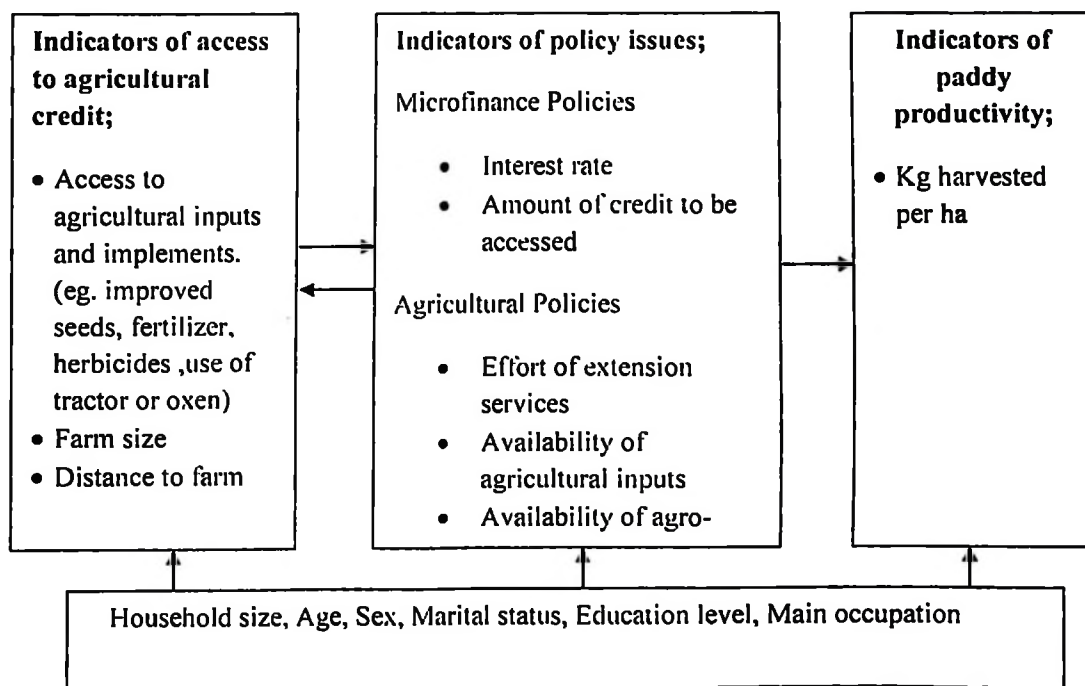 Indicators of access
to agricultural
credit;
• Access to
agricultural inputs
and implements.
(eg. improved
seeds, fertilizer,
herbicides ,use of
tractor or oxen)
• Farm size
• Distance to farm
Indicators of policy issues;
Microfinance Policies
• Interest rate
• Amount of credit to be
accessed
Agricultural Policies
• Effort of extension
services
• Availability of
agricultural inputs
• Availability of agro-
Indicators of
paddy
productivity;
• Kg harvested
per ha
Household size, Age, Sex, Marital status, Education level, Main occupation